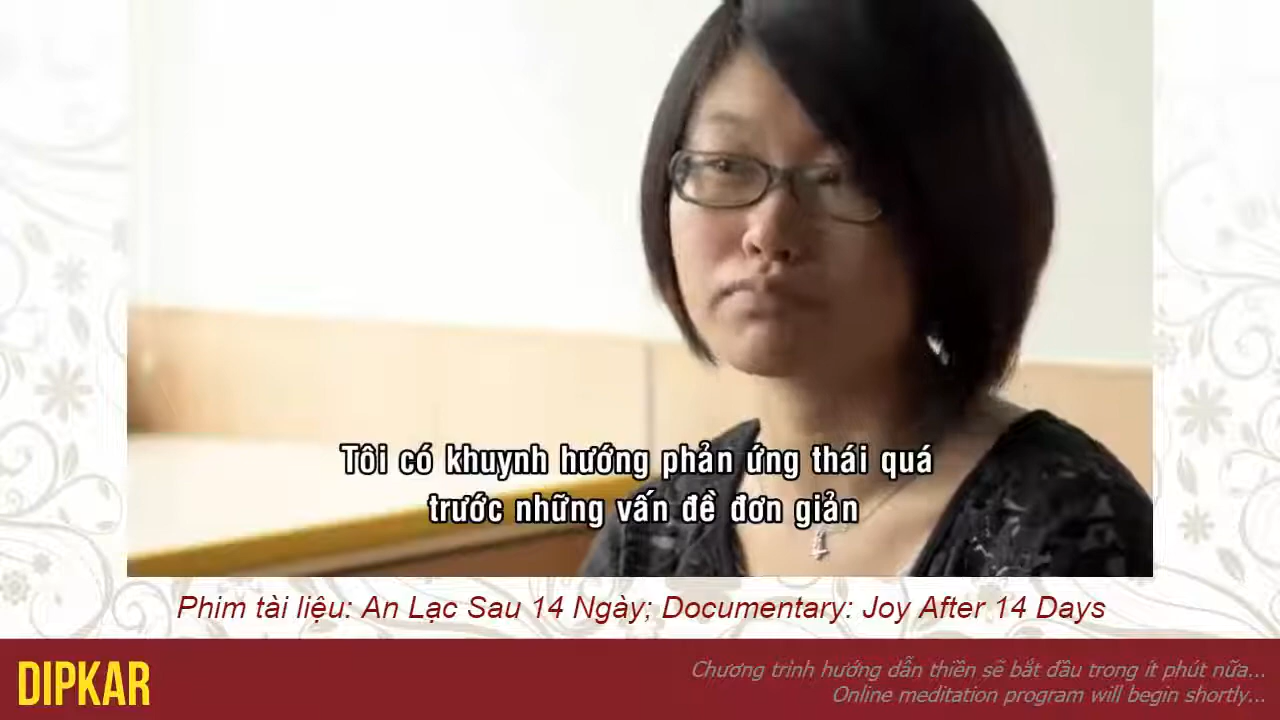 Tôi có khuynh hướng phản ứng thái quá
trước những vấn đề đơn giản
Phim tài liệu: An Lạc Sau 14 Ngày; Documentary: Joy After 14 Days
DIPKAR
Chương trình hướng dẫn thiền sẽ bắt đầu trong ít phút nữa...
Online meditation program will begin shortly...